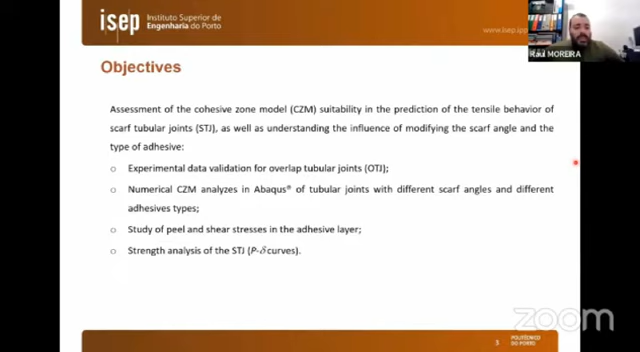 isep Instituto Superior de
Engenharia do Porto
www.isep.ipp
Raul MOREIRA
Objectives
Assessment of the cohesive zone model (CZM) suitability in the prediction of the tensile behavior of
scarf tubular joints (STJ), as well as understanding the influence of modifying the scarf angle and the
type of adhesive:
o Experimental data validation for overlap tubular joints (OTJ);
o Numerical CZM analyzes in Abaqus® of tubular joints with different scarf angles and different
adhesives types;
o Study of peel and shear stresses in the adhesive layer;
o Strength analysis of the STJ (P-δ curves).
zoom
3 POLITÉCNICO
DO PORTO